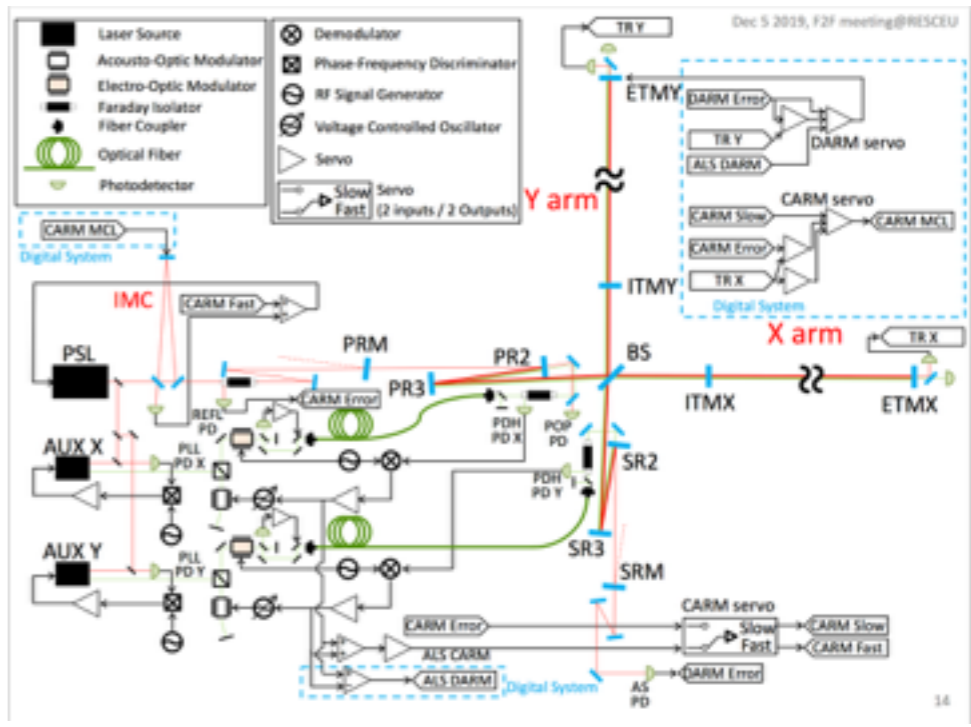 Dec 5 2019, F2F meeting@RESCEU
Laser Source
Acousto-Optic Modulator
Electro-Optic Modulator
Faraday Isolator
Fiber Coupler
Optical Fiber
Photodetector
Demodulator
Phase-Frequency Discriminator
RF Signal Generator
Voltage Controlled Oscillator
Servo
Slow
Fast
Servo
(2 inputs / 2 Outputs)
TR Y
ETMY
DARM Error
TR Y
ALS DARM
DARM servo
CARM servo
CARM Slow
CARM MCL
CARM Error
TR X
Digital System
Y arm
CARM MCL
Digital System
IMC
CARM Fast
ITMY
X arm
TR X
PSL
PRM
PR2
BS
PR3
ITMX
ETMX
REFL
PD
CARM Error
PDH
PD X
POP
PD
AUX X
PLL
PD X
SR2
PDH
PD Y
SR3
AUX Y
PLL
PD Y
SRM
CARM servo
CARM Error
Slow
Fast
CARM Slow
CARM Fast
ALS CARM
ALS DARM
Digital System
AS
PD
DARM Error
14